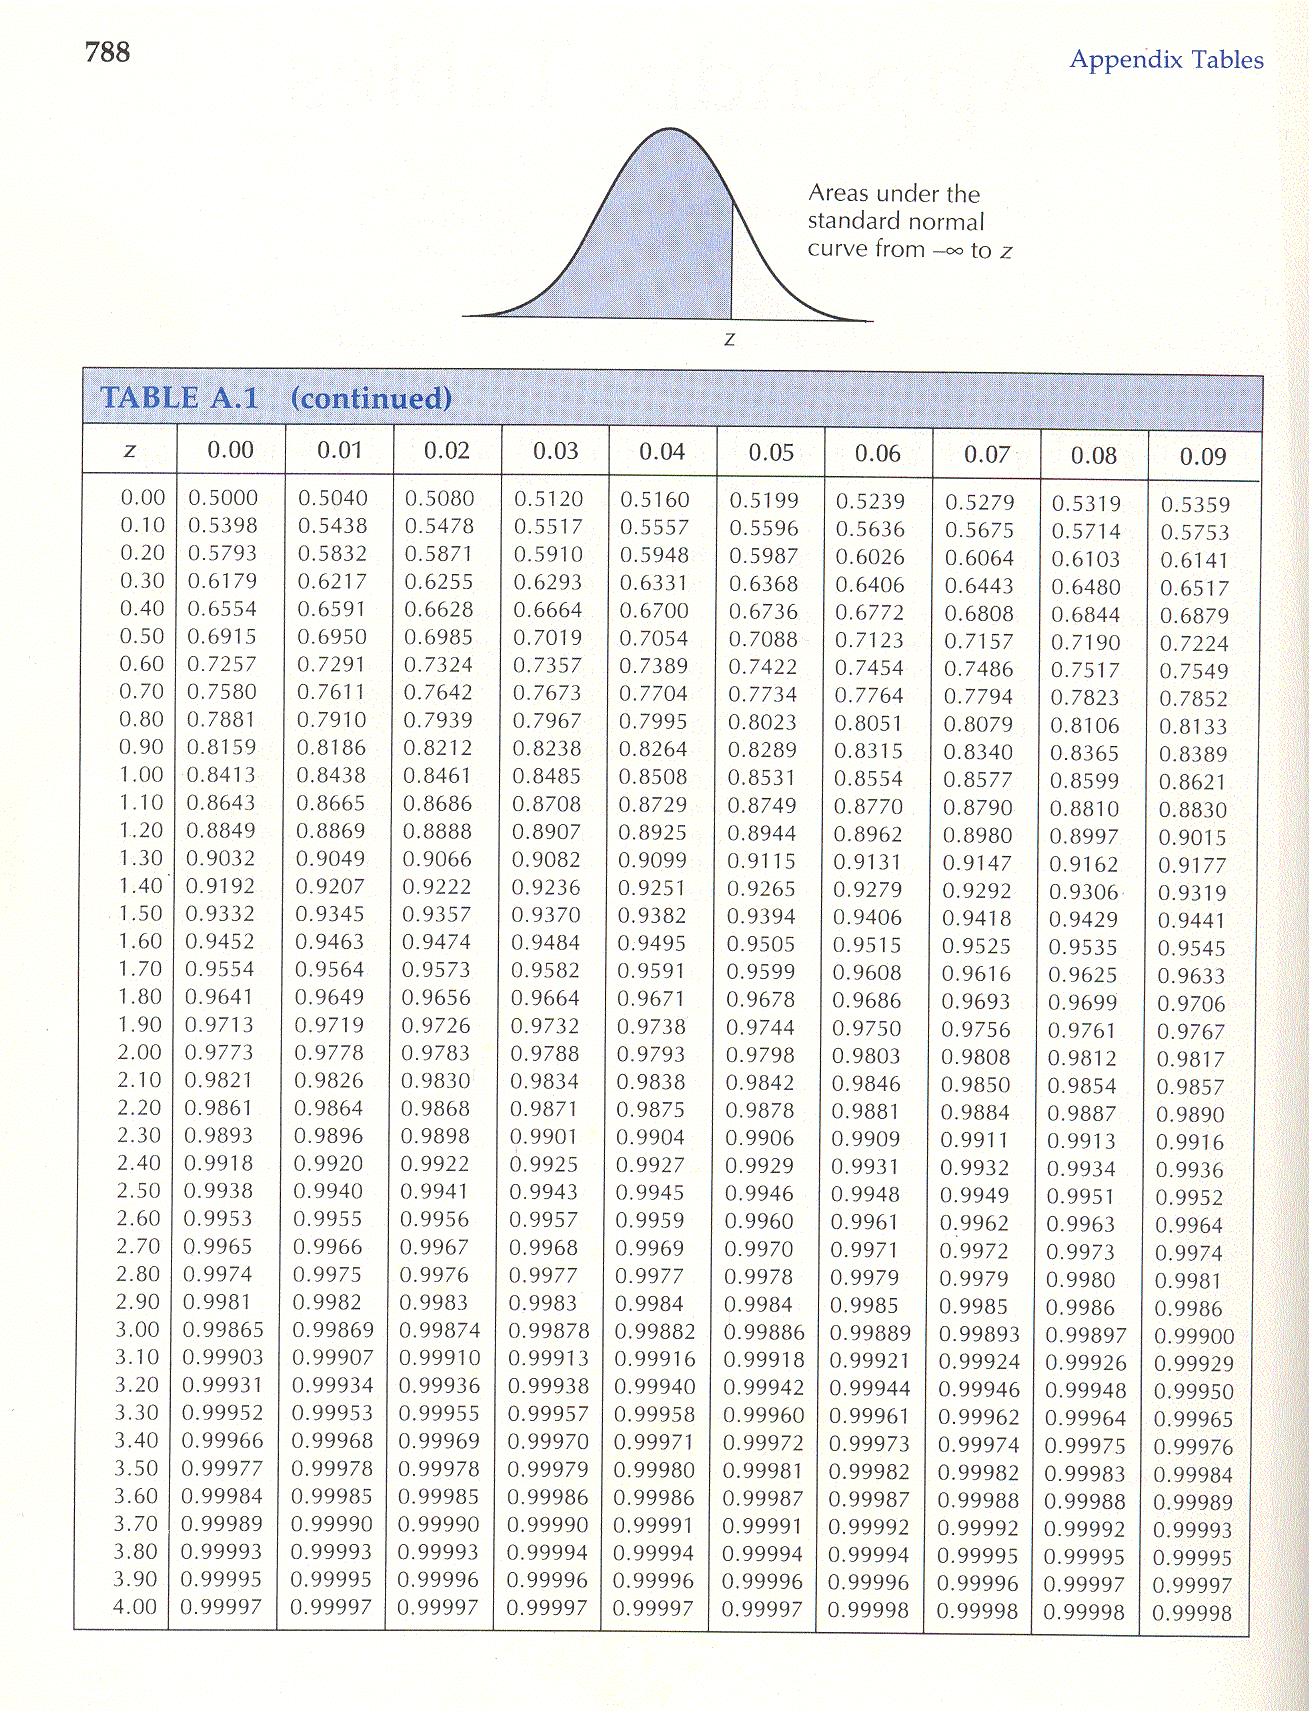 788
Appendix Tables
Areas under the
standard normal
curve from –∞ to z
z
TABLE A.1 (continued)
z 0.00 0.01 0.02 0.03 0.04 0.05 0.06 0.07 0.08 0.09
0.00 0.5000 0.5040 0.5080 0.5120 0.5160 0.5199 0.5239 0.5279 0.5319 0.5359
0.10 0.5398 0.5438 0.5478 0.5517 0.5557 0.5596 0.5636 0.5675 0.5714 0.5753
0.20 0.5793 0.5832 0.5871 0.5910 0.5948 0.5987 0.6026 0.6064 0.6103 0.6141
0.30 0.6179 0.6217 0.6255 0.6293 0.6331 0.6368 0.6406 0.6443 0.6480 0.6517
0.40 0.6554 0.6591 0.6628 0.6664 0.6700 0.6736 0.6772 0.6808 0.6844 0.6879
0.50 0.6915 0.6950 0.6985 0.7019 0.7054 0.7088 0.7123 0.7157 0.7190 0.7224
0.60 0.7257 0.7291 0.7324 0.7357 0.7389 0.7422 0.7454 0.7486 0.7517 0.7549
0.70 0.7580 0.7611 0.7642 0.7673 0.7704 0.7734 0.7764 0.7794 0.7823 0.7852
0.80 0.7881 0.7910 0.7939 0.7967 0.7995 0.8023 0.8051 0.8079 0.8106 0.8133
0.90 0.8159 0.8186 0.8212 0.8238 0.8264 0.8289 0.8315 0.8340 0.8365 0.8389
1.00 0.8413 0.8438 0.8461 0.8485 0.8508 0.8531 0.8554 0.8577 0.8599 0.8621
1.10 0.8643 0.8665 0.8686 0.8708 0.8729 0.8749 0.8770 0.8790 0.8810 0.8830
1.20 0.8849 0.8869 0.8888 0.8907 0.8925 0.8944 0.8962 0.8980 0.8997 0.9015
1.30 0.9032 0.9049 0.9066 0.9082 0.9099 0.9115 0.9131 0.9147 0.9162 0.9177
1.40 0.9192 0.9207 0.9222 0.9236 0.9251 0.9265 0.9279 0.9292 0.9306 0.9319
1.50 0.9332 0.9345 0.9357 0.9370 0.9382 0.9394 0.9406 0.9418 0.9429 0.9441
1.60 0.9452 0.9463 0.9474 0.9484 0.9495 0.9505 0.9515 0.9525 0.9535 0.9545
1.70 0.9554 0.9564 0.9573 0.9582 0.9591 0.9599 0.9608 0.9616 0.9625 0.9633
1.80 0.9641 0.9649 0.9656 0.9664 0.9671 0.9678 0.9686 0.9693 0.9699 0.9706
1.90 0.9713 0.9719 0.9726 0.9732 0.9738 0.9744 0.9750 0.9756 0.9761 0.9767
2.00 0.9773 0.9778 0.9783 0.9788 0.9793 0.9798 0.9803 0.9808 0.9812 0.9817
2.10 0.9821 0.9826 0.9830 0.9834 0.9838 0.9842 0.9846 0.9850 0.9854 0.9857
2.20 0.9861 0.9864 0.9868 0.9871 0.9875 0.9878 0.9881 0.9884 0.9887 0.9890
2.30 0.9893 0.9896 0.9898 0.9901 0.9904 0.9906 0.9909 0.9911 0.9913 0.9916
2.40 0.9918 0.9920 0.9922 0.9925 0.9927 0.9929 0.9931 0.9932 0.9934 0.9936
2.50 0.9938 0.9940 0.9941 0.9943 0.9945 0.9946 0.9948 0.9949 0.9951 0.9952
2.60 0.9953 0.9955 0.9956 0.9957 0.9959 0.9960 0.9961 0.9962 0.9963 0.9964
2.70 0.9965 0.9966 0.9967 0.9968 0.9969 0.9970 0.9971 0.9972 0.9973 0.9974
2.80 0.9974 0.9975 0.9976 0.9977 0.9977 0.9978 0.9979 0.9979 0.9980 0.9981
2.90 0.9981 0.9982 0.9983 0.9983 0.9984 0.9984 0.9985 0.9985 0.9986 0.9986
3.00 0.99865 0.99869 0.99874 0.99878 0.99882 0.99886 0.99889 0.99893 0.99897 0.99900
3.10 0.99903 0.99907 0.99910 0.99913 0.99916 0.99918 0.99921 0.99924 0.99926 0.99929
3.20 0.99931 0.99934 0.99936 0.99938 0.99940 0.99942 0.99944 0.99946 0.99948 0.99950
3.30 0.99952 0.99953 0.99955 0.99957 0.99958 0.99960 0.99961 0.99962 0.99964 0.99965
3.40 0.99966 0.99968 0.99969 0.99970 0.99971 0.99972 0.99973 0.99974 0.99975 0.99976
3.50 0.99977 0.99978 0.99978 0.99979 0.99980 0.99981 0.99982 0.99982 0.99983 0.99984
3.60 0.99984 0.99985 0.99985 0.99986 0.99986 0.99987 0.99987 0.99988 0.99988 0.99989
3.70 0.99989 0.99990 0.99990 0.99990 0.99991 0.99991 0.99992 0.99992 0.99992 0.99993
3.80 0.99993 0.99993 0.99993 0.99994 0.99994 0.99994 0.99994 0.99995 0.99995 0.99995
3.90 0.99995 0.99995 0.99996 0.99996 0.99996 0.99996 0.99996 0.99996 0.99997 0.99997
4.00 0.99997 0.99997 0.99997 0.99997 0.99997 0.99997 0.99998 0.99998 0.99998 0.99998